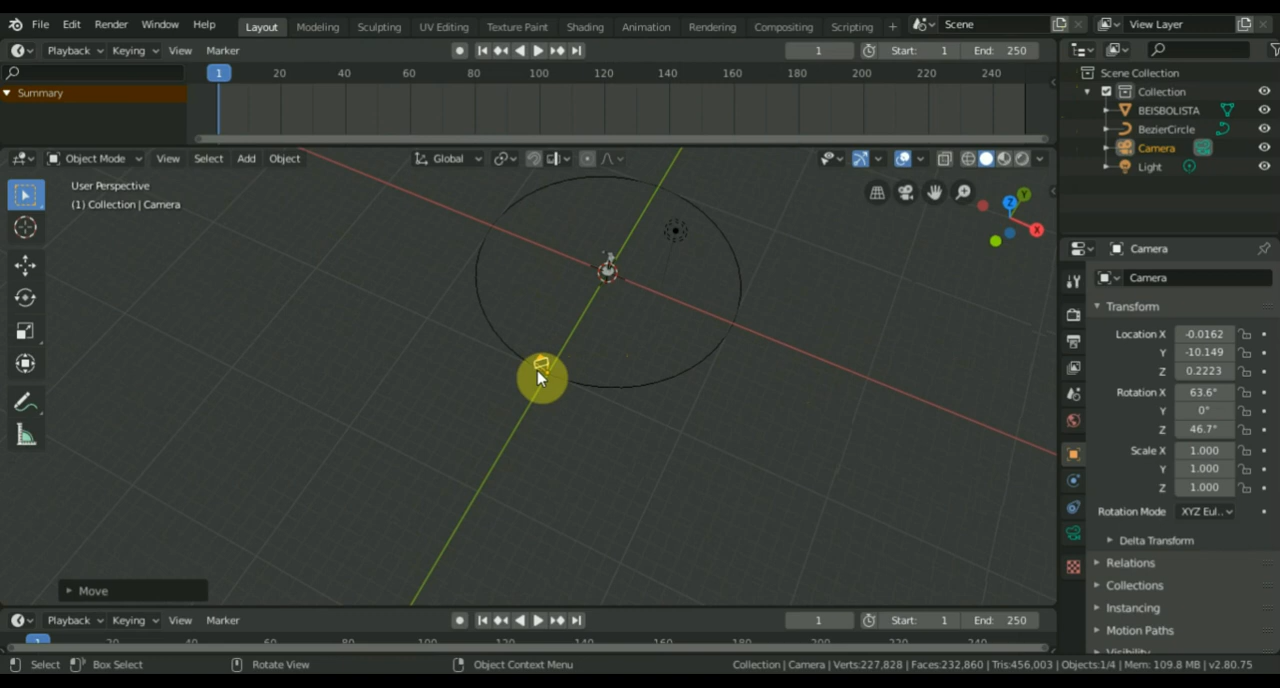 File Edit Render Window Help Layout Modeling Sculpting UV Editing Texture Paint Shading Animation Rendering Compositing Scripting + Scene View Layer
Playback Keying View Marker 1 Start: 1 End: 250
1 20 40 60 80 100 120 140 160 180 200 220 240
Summary
Scene Collection
Collection
BEISBOLISTA
BezierCircle
Camera
Light
Object Mode View Select Add Object Global
User Perspective
(1) Collection | Camera
Z Y X
Camera
Camera
Transform
Location X -0.0162
Y -10.149
Z 0.2223
Rotation X 63.6°
Y 0°
Z 46.7°
Scale X 1.000
Y 1.000
Z 1.000
Rotation Mode XYZ Eul..
Delta Transform
Relations
Collections
Instancing
Motion Paths
Visibility
Move
Playback Keying View Marker 1 Start: 1 End: 250
Select Box Select Rotate View Object Context Menu Collection | Camera | Verts:227,828 | Faces:232,860 | Tris:456,003 | Objects:1/4 | Mem: 109.8 MB | v2.80.75